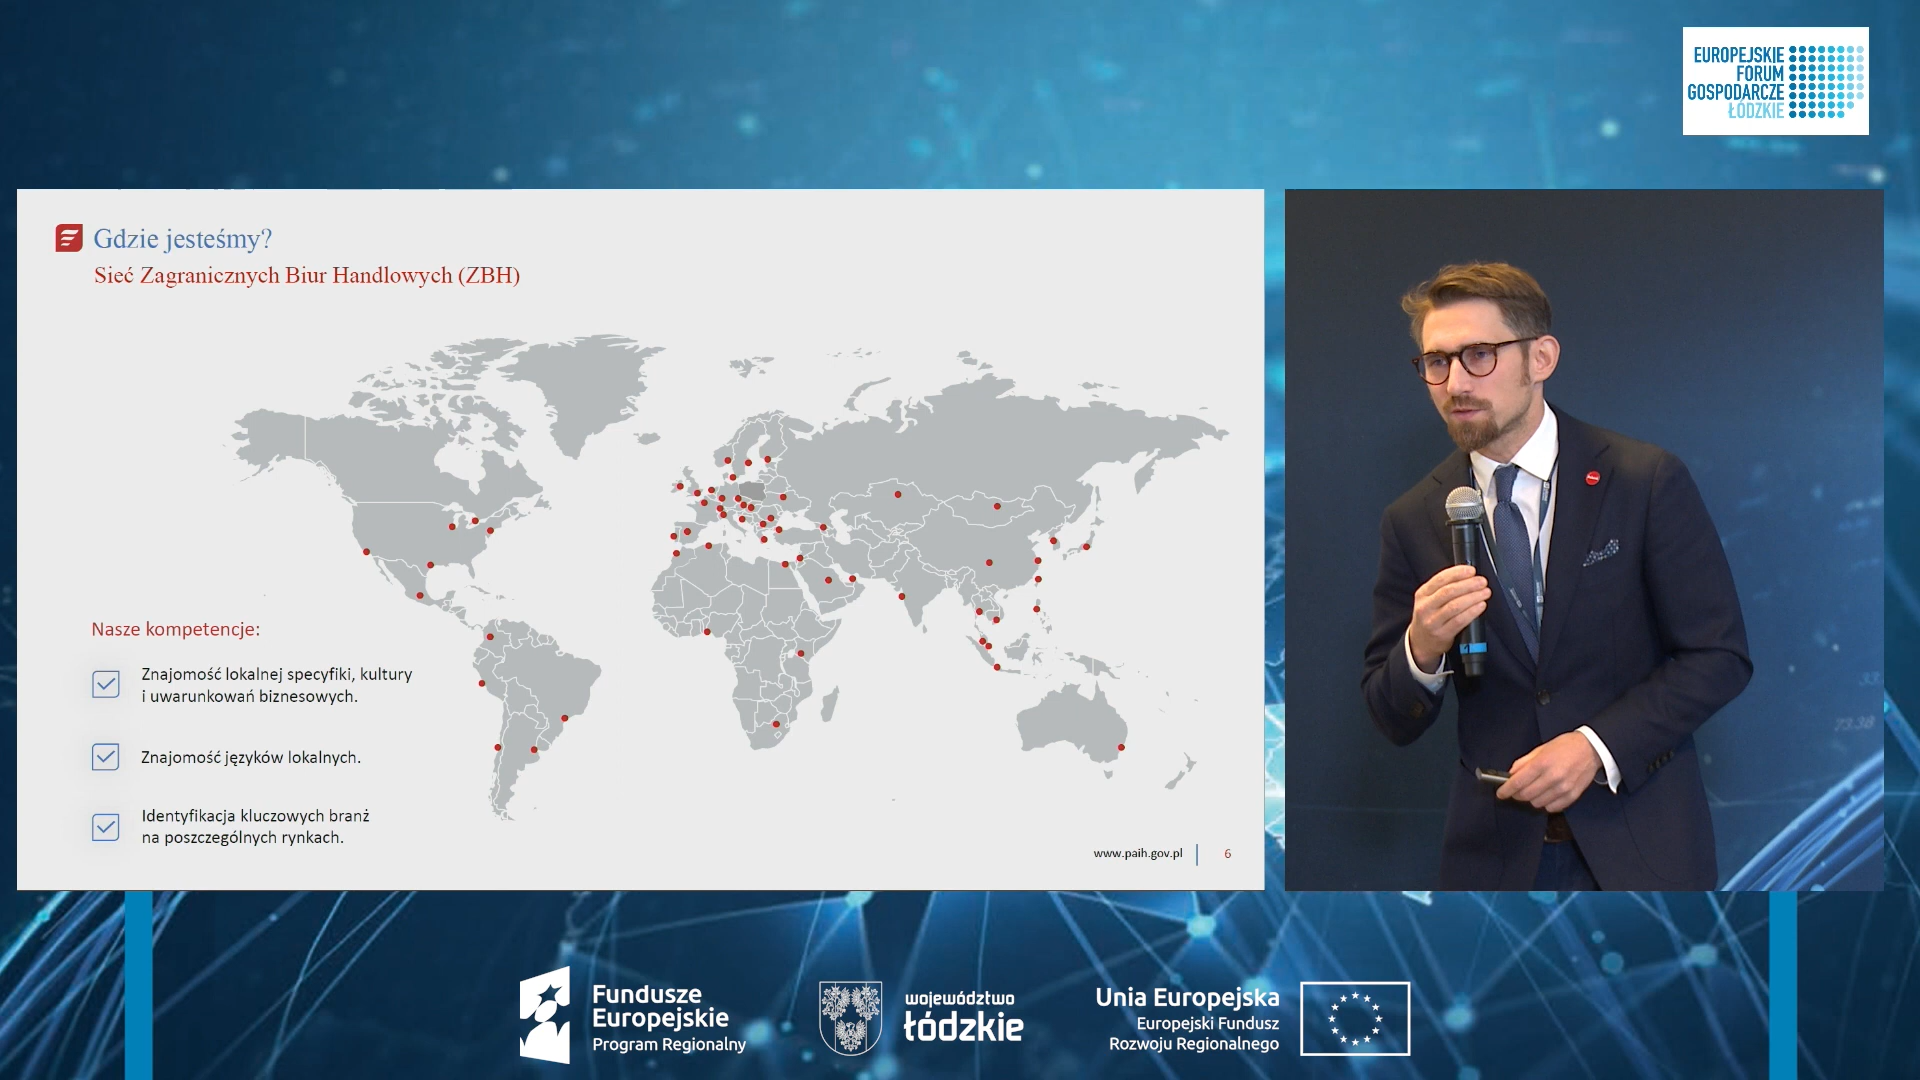 EUROPEJSKIE
FORUM
GOSPODARCZE
ŁÓDZKIE
Gdzie jesteśmy?
Sieć Zagranicznych Biur Handlowych (ZBH)
Nasze kompetencje:
Znajomość lokalnej specyfiki, kultury
i uwarunkowań biznesowych.
Znajomość języków lokalnych.
Identyfikacja kluczowych branż
na poszczególnych rynkach.
www.paih.gov.pl
6
Fundusze
Europejskie
Program Regionalny
województwo
łódzkie
Unia Europejska
Europejski Fundusz
Rozwoju Regionalnego